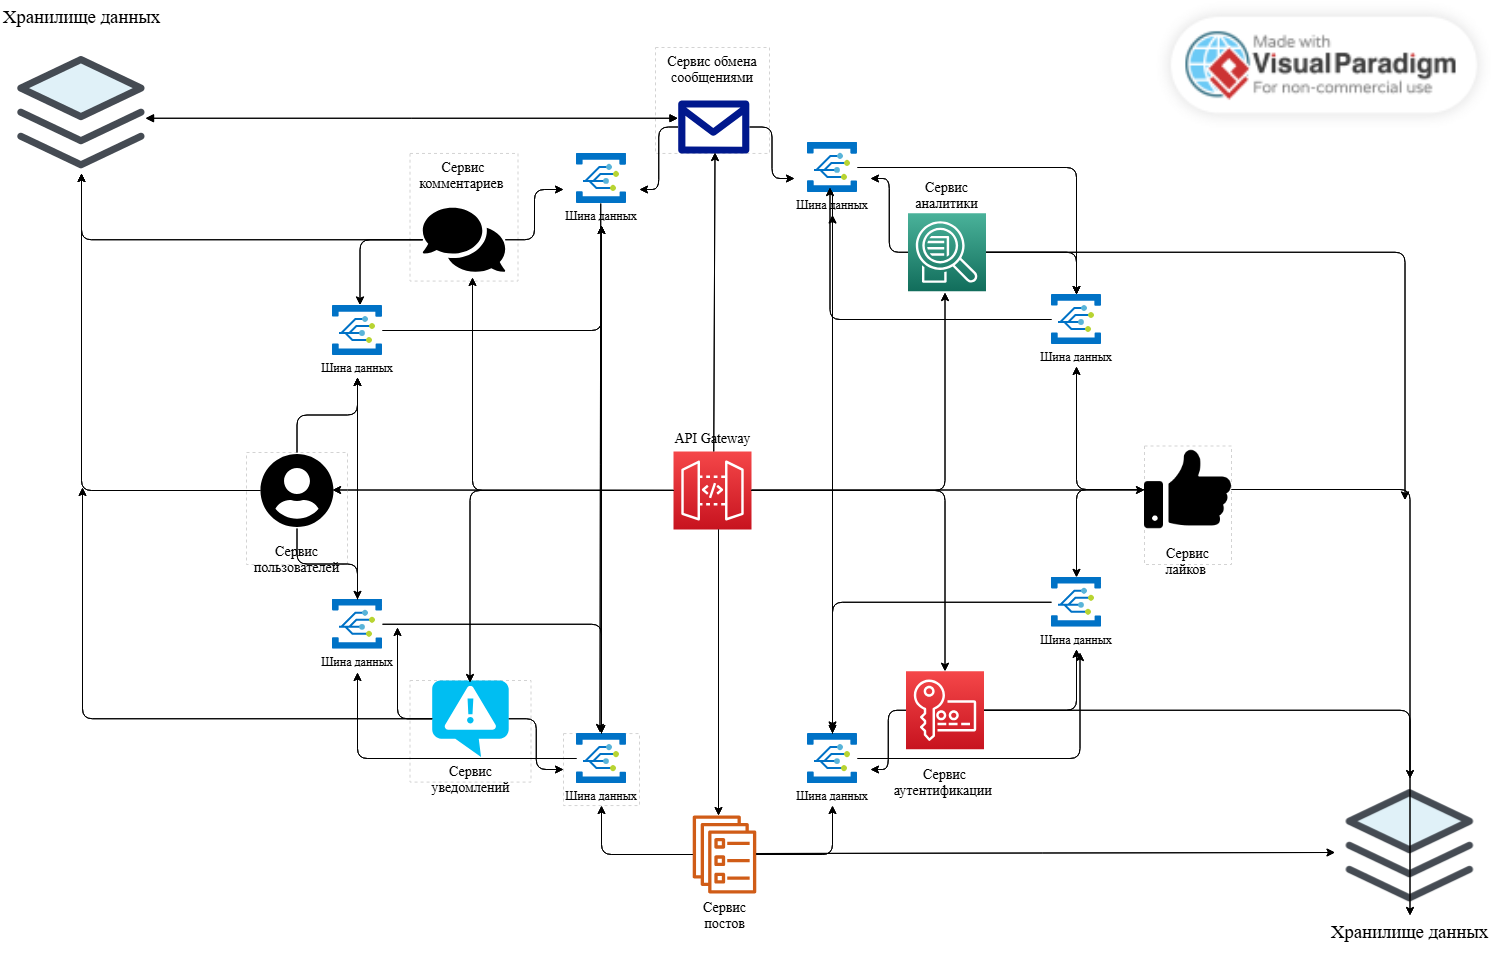 Хранилище данных
Made with
VisualParadigm
For non-commercial use
Сервис обмена
сообщениями
Сервис
комментариев
Шина данных
Шина данных
Сервис
аналитики
Шина данных
Шина данных
API Gateway
Сервис
пользователей
Сервис
лайков
Шина данных
Шина данных
Сервис
уведомлений
Шина данных
Шина данных
Сервис
аутентификации
Сервис
постов
Хранилище данных